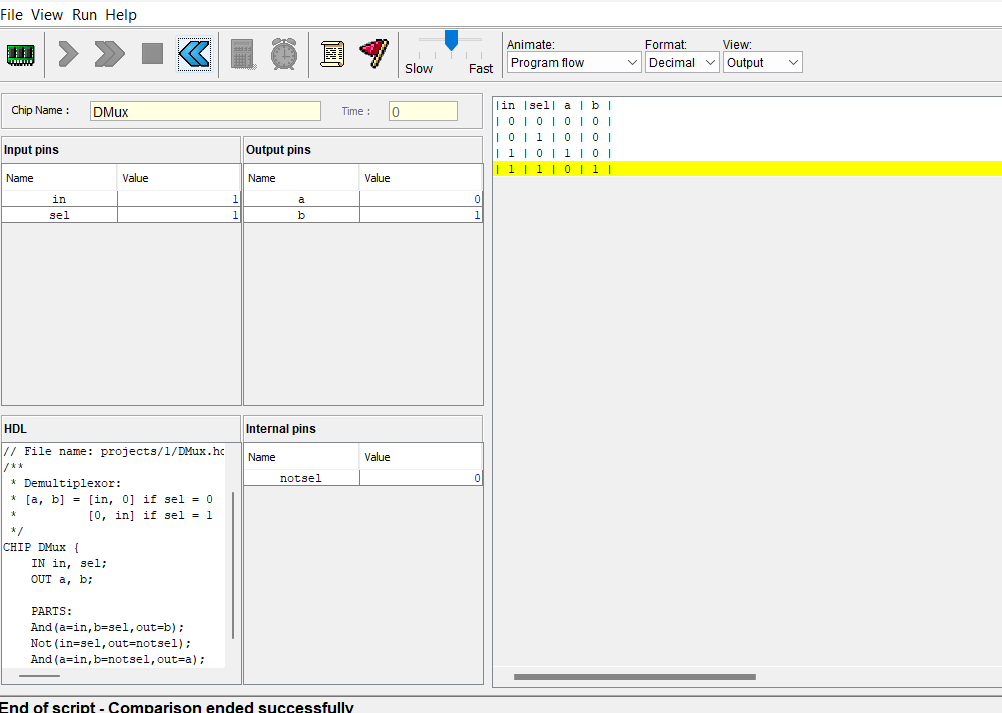 File View Run Help
Slow Fast
Animate: Format: View:
Program flow Decimal Output
Chip Name : DMux Time : 0
Input pins
Name Value
in 1
sel 1
Output pins
Name Value
a 0
b 1
HDL
// File name: projects/1/DMux.hd
/**
* Demultiplexor:
* [a, b] = [in, 0] if sel = 0
* [0, in] if sel = 1
*/
CHIP DMux {
IN in, sel;
OUT a, b;
PARTS:
And(a=in,b=sel,out=b);
Not(in=sel,out=notsel);
And(a=in,b=notsel,out=a);
Internal pins
Name Value
notsel 0
|in |sel| a | b |
| 0 | 0 | 0 | 0 |
| 0 | 1 | 0 | 0 |
| 1 | 0 | 1 | 0 |
| 1 | 1 | 0 | 1 |
End of script - Comparison ended successfully